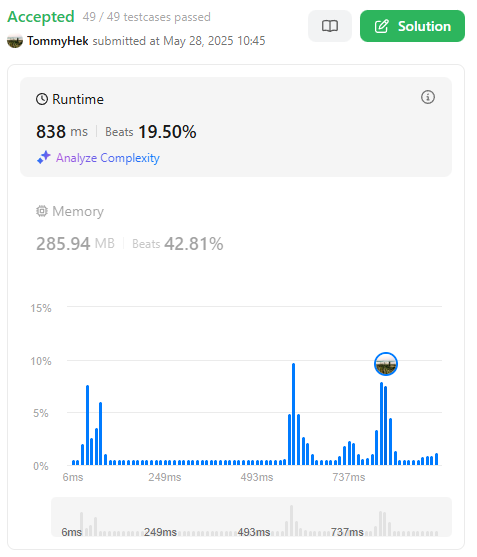 Accepted 49 / 49 testcases passed
Solution
TommyHek submitted at May 28, 2025 10:45
Runtime
838 ms Beats 19.50%
Analyze Complexity
Memory
285.94 MB Beats 42.81%
15%
10%
5%
0%
6ms 249ms 493ms 737ms
6ms 249ms 493ms 737ms